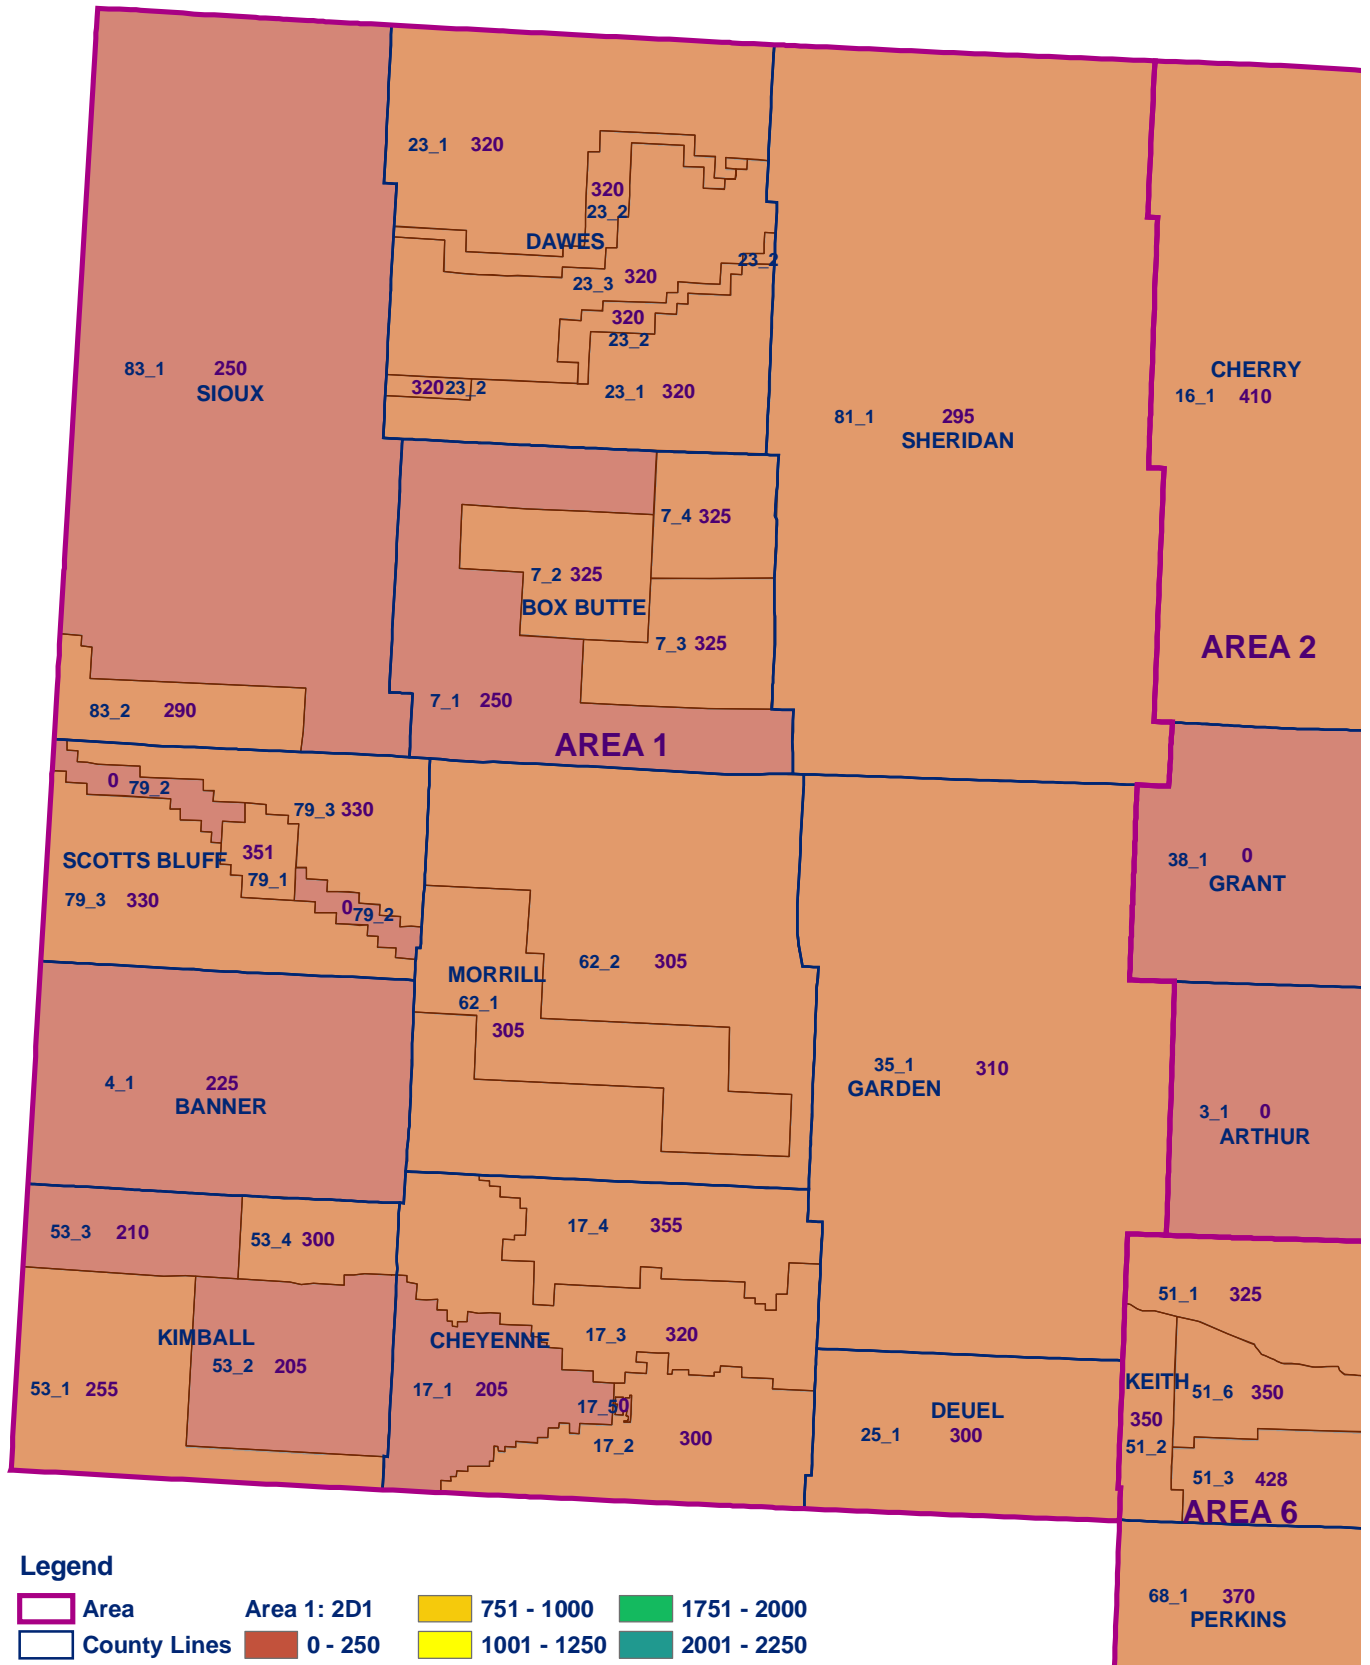 23_1 320
320
23_2
DAWES
23_2
23_3 320
320
23_2
83_1 250
SIOUX
320 23_2
23_1 320
81_1 295
SHERIDAN
CHERRY
16_1 410
7_4 325
7_2 325
BOX BUTTE
7_3 325
AREA 2
7_1 250
83_2 290
AREA 1
0 79_2
79_3 330
SCOTTS BLUFF
351
79_1
79_3 330
0 79_2
38_1 0
GRANT
62_2 305
MORRILL
62_1
305
4_1 225
BANNER
35_1 310
GARDEN
3_1 0
ARTHUR
53_3 210
53_4 300
17_4 355
51_1 325
KIMBALL
53_2 205
CHEYENNE
17_3 320
53_1 255
17_1 205
17_5 0
17_2 300
DEUEL
25_1 300
KEITH
51_6 350
350
51_2
51_3 428
AREA 6
68_1 370
PERKINS
Legend
Area
Area 1: 2D1
751 - 1000
1751 - 2000
County Lines
0 - 250
1001 - 1250
2001 - 2250